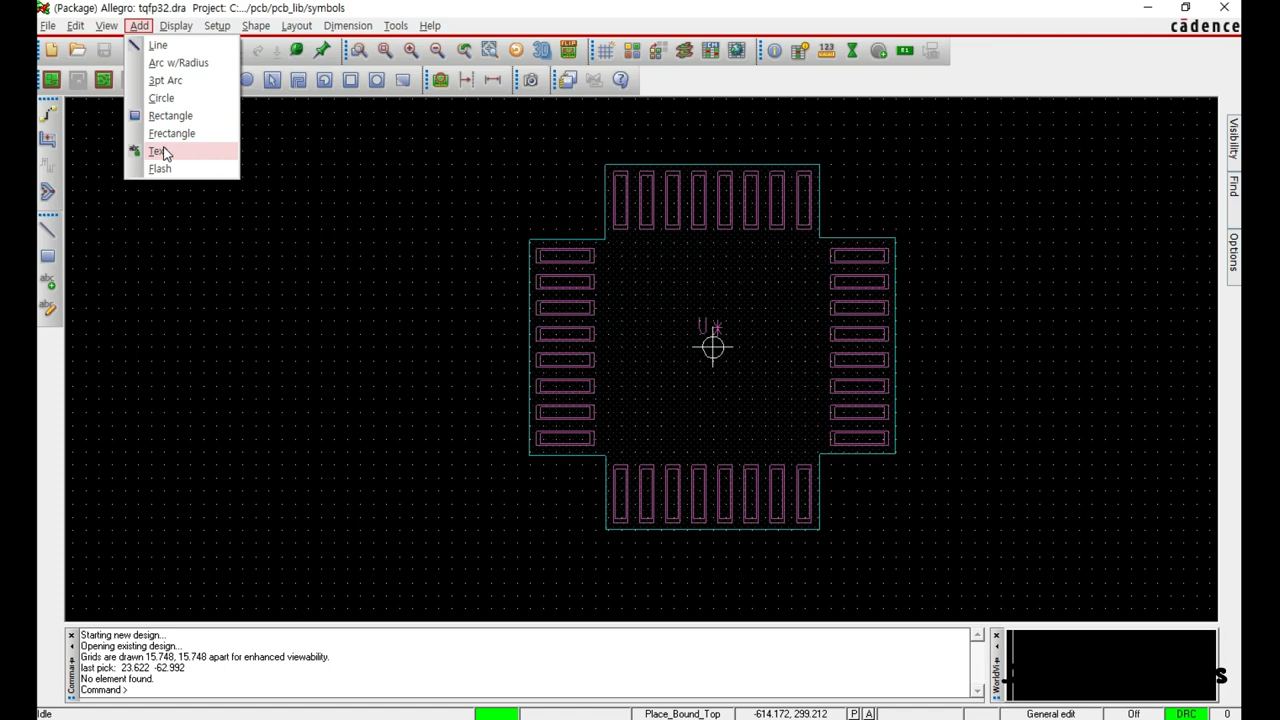 (Package) Allegro: tqfp32.dra Project: C:.../pcb/pcb_lib/symbols
File Edit View Add Display Setup Shape Logic Layout Dimension Tools Help
cādence
Line
Arc w/Radius
3pt Arc
Circle
Rectangle
Frectangle
Flash
Visibility
Find
Options
U*
Starting new design...
Opening existing design...
Grids are drawn 15.748, 15.748 apart for enhanced viewability.
last pick: 23.622 -62.992
No element found.
Command >
Idle
Place_Bound_Top
-614.172, 299.212
P
A
General edit
Off
DRC
0